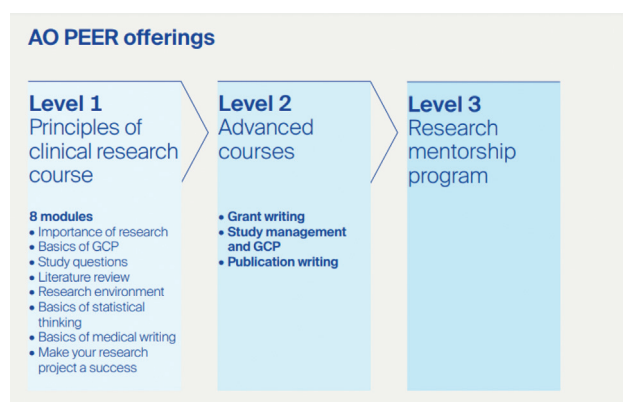 AO PEER offerings
Level 1
Principles of
clinical research
course
8 modules
• Importance of research
• Basics of GCP
• Study questions
• Literature review
• Research environment
• Basics of statistical
thinking
• Basics of medical writing
• Make your research
project a success
Level 2
Advanced
courses
• Grant writing
• Study management
and GCP
• Publication writing
Level 3
Research
mentorship
program